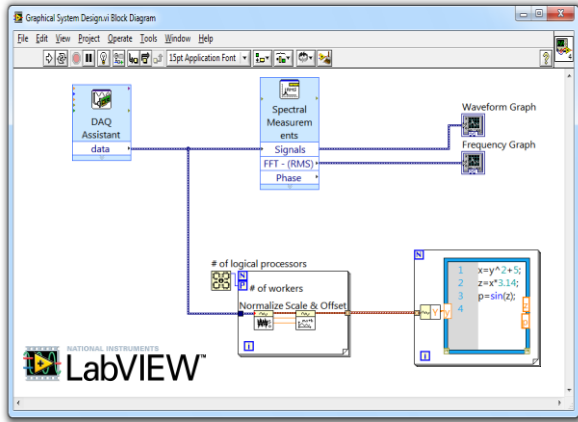 Graphical System Design.vi Block Diagram
File Edit View Project Operate Tools Window Help
15pt Application Font
4
DAQ
Assistant
data
Spectral
Measurem
ents
Signals
FFT - (RMS)
Phase
Waveform Graph
Frequency Graph
# of logical processors
N
P
# of workers
Normalize Scale & Offset
i
N
1 x=y^2+5;
2 z=x*3.14;
3 p=sin(z);
4
Y
i
NATIONAL INSTRUMENTS
LabVIEW™